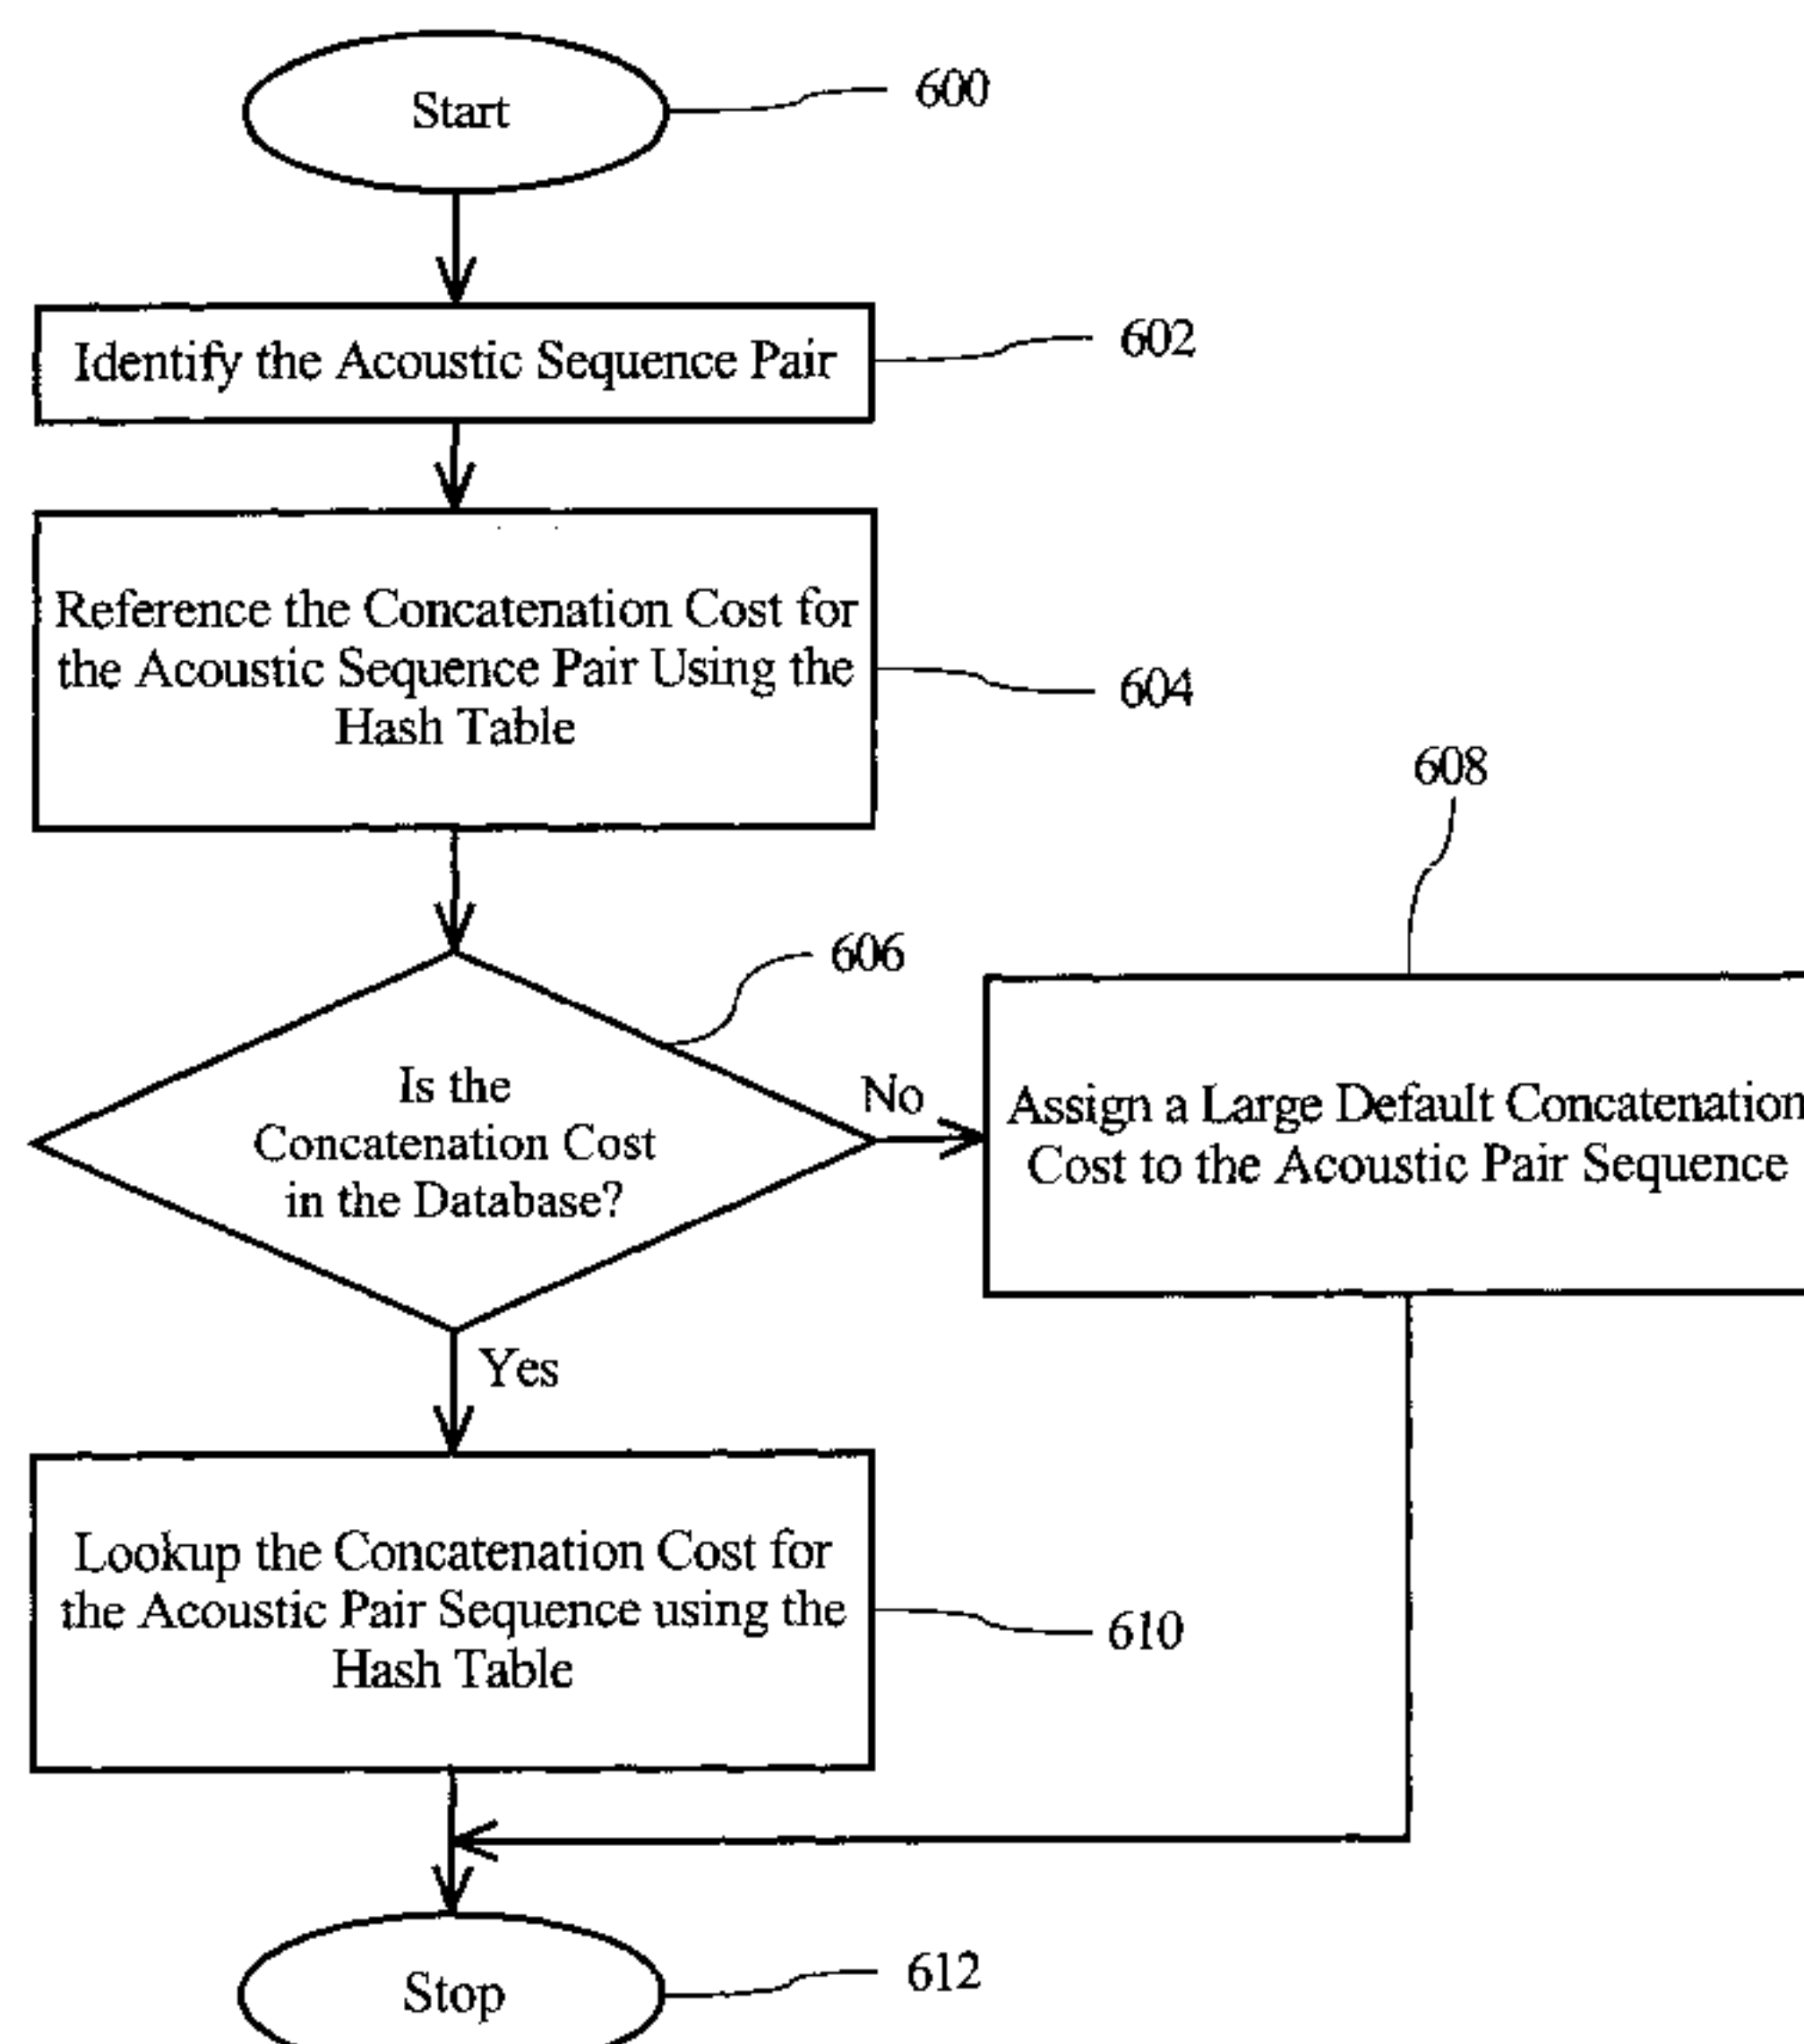 Start
600
Identify the Acoustic Sequence Pair
602
Reference the Concatenation Cost for
the Acoustic Sequence Pair Using the
Hash Table
604
608
606
Is the
Concatenation Cost
in the Database?
No
Assign a Large Default Concatenation
Cost to the Acoustic Pair Sequence
Yes
Lookup the Concatenation Cost for
the Acoustic Pair Sequence using the
Hash Table
610
Stop
612